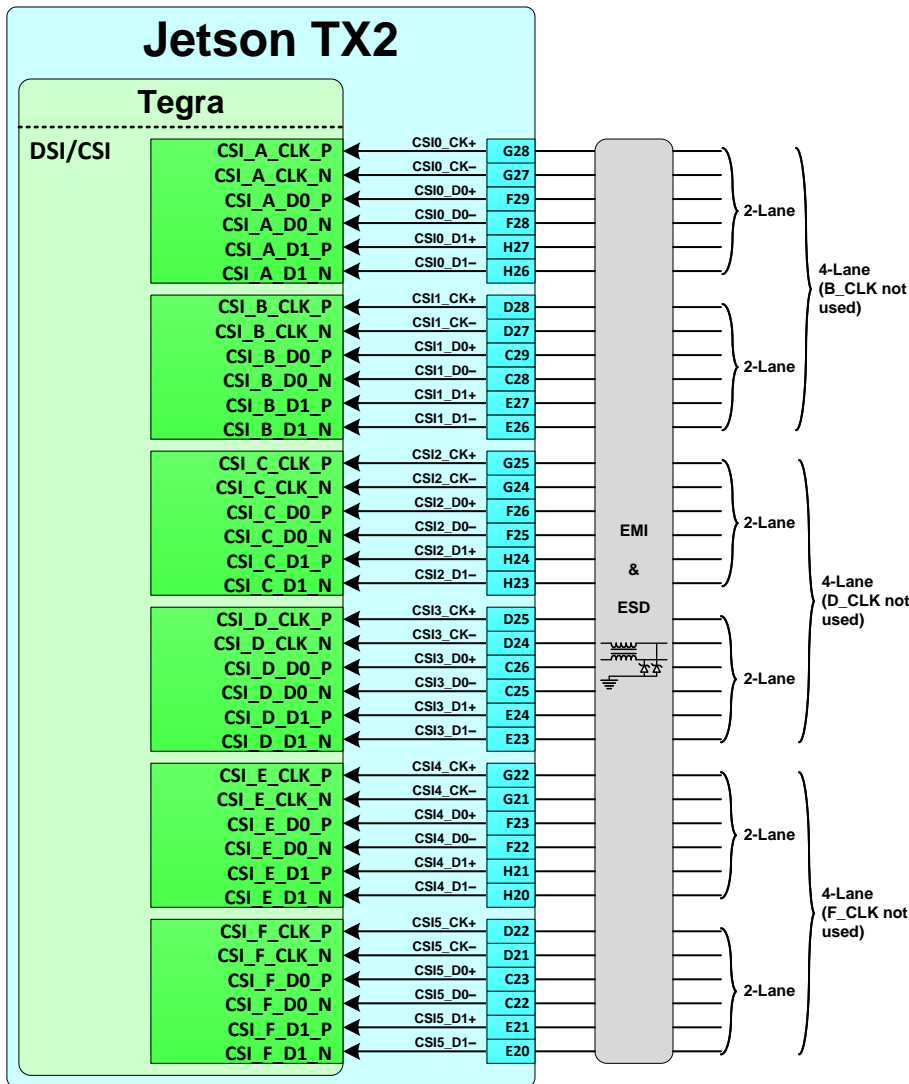 Jetson TX2
Tegra
DSI/CSI
CSI_A_CLK_P CSI0_CK+ G28
CSI_A_CLK_N CSI0_CK– G27
CSI_A_D0_P CSI0_D0+ F29
CSI_A_D0_N CSI0_D0– F28
CSI_A_D1_P CSI0_D1+ H27
CSI_A_D1_N CSI0_D1– H26
2-Lane
CSI_B_CLK_P CSI1_CK+ D28
CSI_B_CLK_N CSI1_CK– D27
CSI_B_D0_P CSI1_D0+ C29
CSI_B_D0_N CSI1_D0– C28
CSI_B_D1_P CSI1_D1+ E27
CSI_B_D1_N CSI1_D1– E26
2-Lane
4-Lane
(B_CLK not
used)
CSI_C_CLK_P CSI2_CK+ G25
CSI_C_CLK_N CSI2_CK– G24
CSI_C_D0_P CSI2_D0+ F26
CSI_C_D0_N CSI2_D0– F25
CSI_C_D1_P CSI2_D1+ H24
CSI_C_D1_N CSI2_D1– H23
2-Lane
EMI
&
ESD
CSI_D_CLK_P CSI3_CK+ D25
CSI_D_CLK_N CSI3_CK– D24
CSI_D_D0_P CSI3_D0+ C26
CSI_D_D0_N CSI3_D0– C25
CSI_D_D1_P CSI3_D1+ E24
CSI_D_D1_N CSI3_D1– E23
2-Lane
4-Lane
(D_CLK not
used)
CSI_E_CLK_P CSI4_CK+ G22
CSI_E_CLK_N CSI4_CK– G21
CSI_E_D0_P CSI4_D0+ F23
CSI_E_D0_N CSI4_D0– F22
CSI_E_D1_P CSI4_D1+ H21
CSI_E_D1_N CSI4_D1– H20
2-Lane
CSI_F_CLK_P CSI5_CK+ D22
CSI_F_CLK_N CSI5_CK– D21
CSI_F_D0_P CSI5_D0+ C23
CSI_F_D0_N CSI5_D0– C22
CSI_F_D1_P CSI5_D1+ E21
CSI_F_D1_N CSI5_D1– E20
2-Lane
4-Lane
(F_CLK not
used)